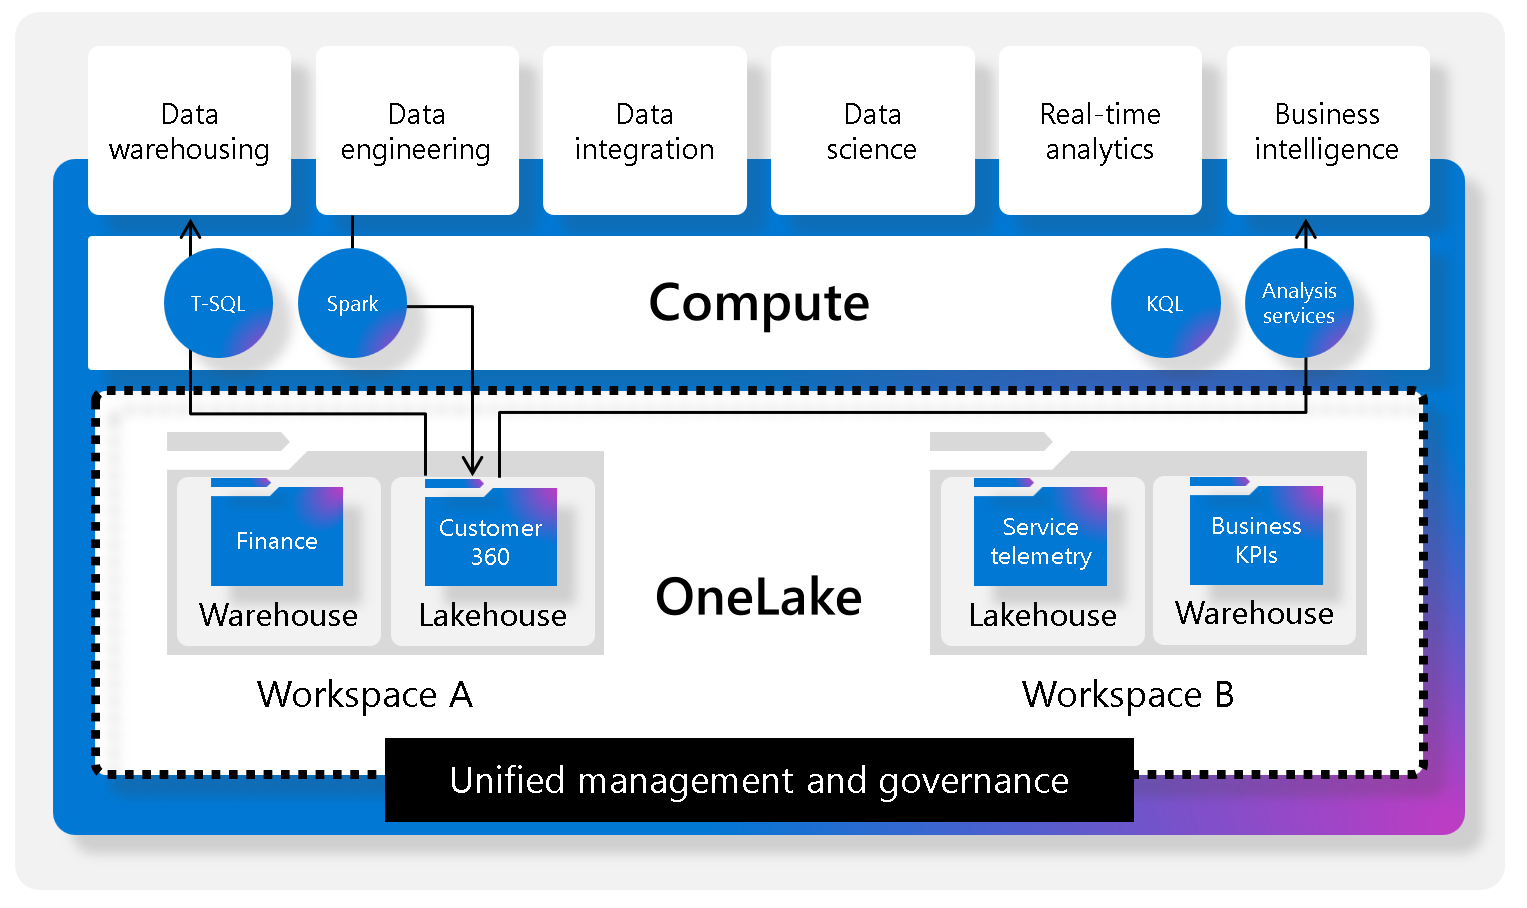 Data
warehousing
Data
engineering
Data
integration
Data
science
Real-time
analytics
Business
intelligence
T-SQL
Spark
Compute
KQL
Analysis
services
Finance
Warehouse
Customer
360
Lakehouse
Workspace A
OneLake
Service
telemetry
Lakehouse
Business
KPIs
Warehouse
Workspace B
Unified management and governance